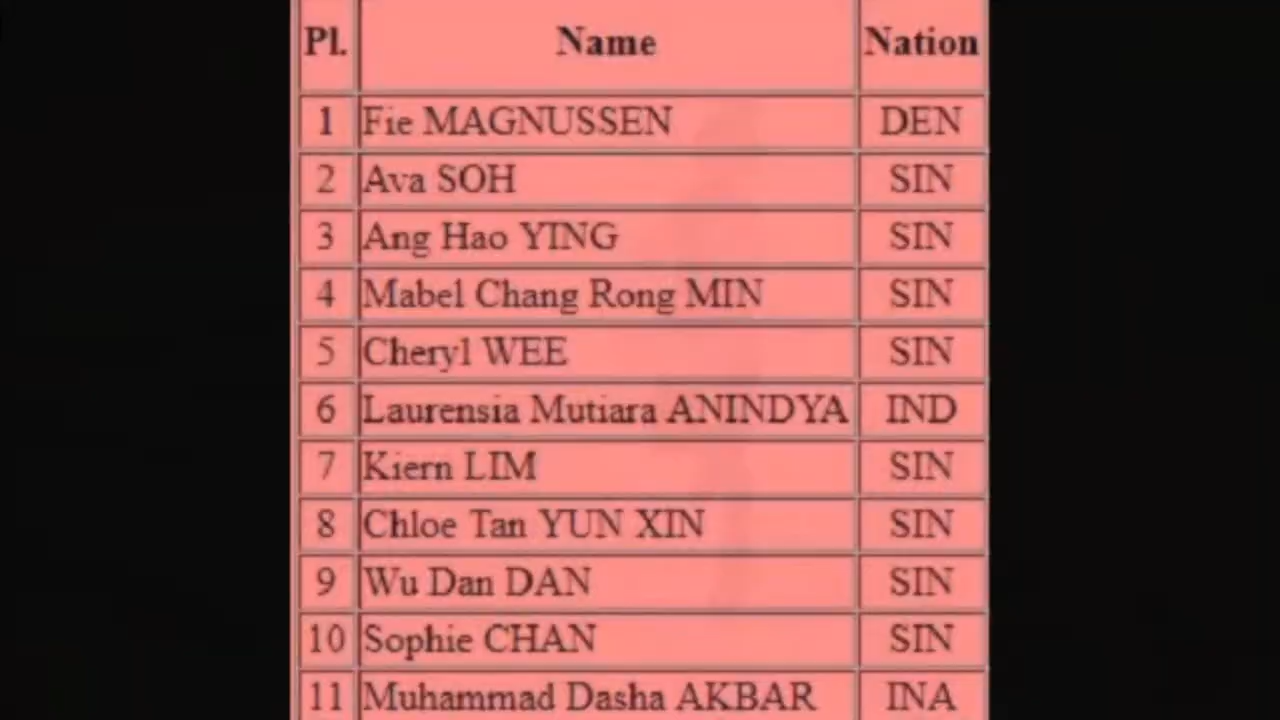 Pl. Name Nation
1 Fie MAGNUSSEN DEN
2 Ava SOH SIN
3 Ang Hao YING SIN
4 Mabel Chang Rong MIN SIN
5 Cheryl WEE SIN
6 Laurensia Mutiara ANINDYA IND
7 Kiern LIM SIN
8 Chloe Tan YUN XIN SIN
9 Wu Dan DAN SIN
10 Sophie CHAN SIN
11 Muhammad Dasha AKBAR INA